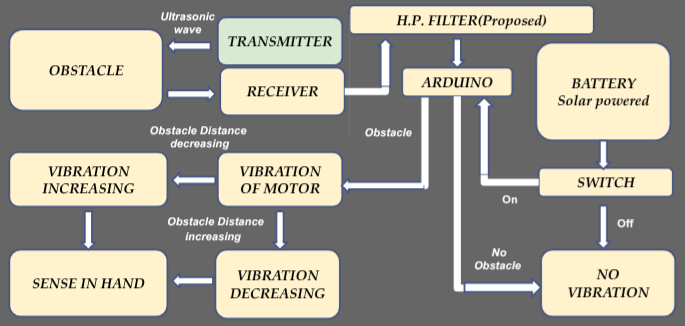 Ultrasonic
wave
TRANSMITTER
H.P. FILTER(Proposed)
OBSTACLE
RECEIVER
ARDUINO
BATTERY
Solar powered
Obstacle Distance
decreasing
Obstacle
VIBRATION
INCREASING
VIBRATION
OF MOTOR
SWITCH
On
Off
Obstacle Distance
increasing
No
Obstacle
SENSE IN HAND
VIBRATION
DECREASING
NO
VIBRATION